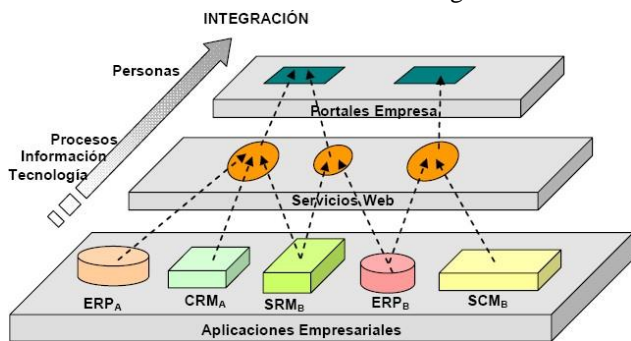 INTEGRACIÓN
Personas
Procesos
Información
Tecnología
Portales Empresa
Servicios Web
ERPA
CRMA
SRMB
ERPB
SCMB
Aplicaciones Empresariales